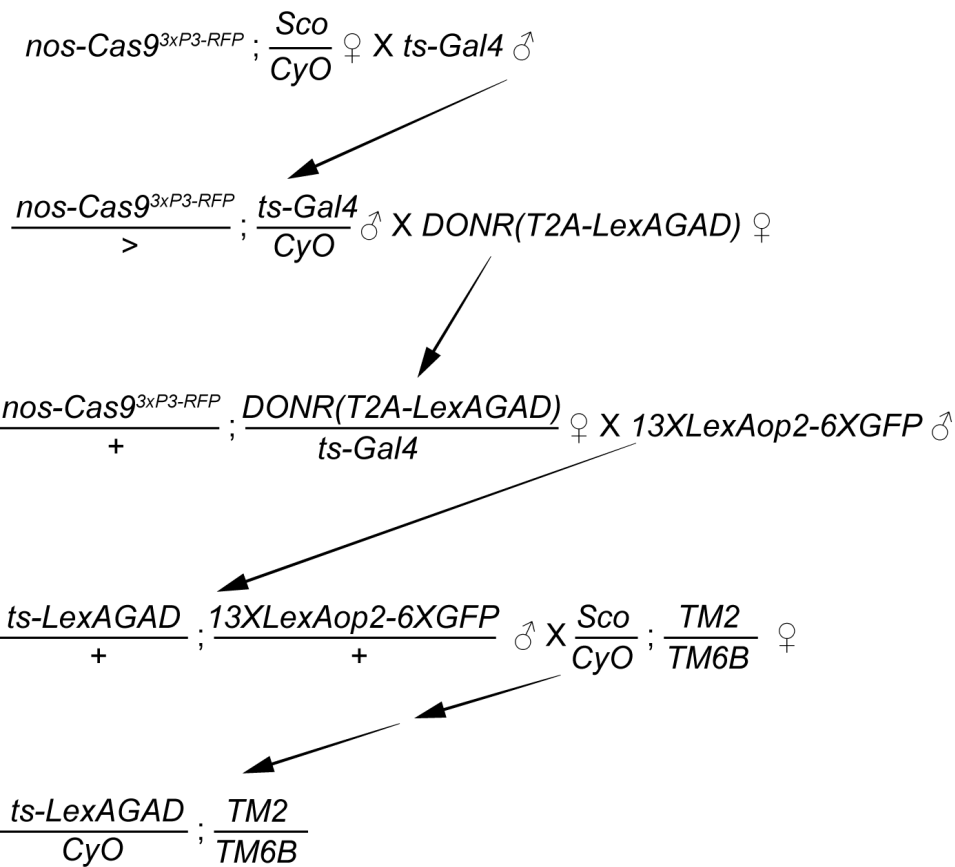 nos-Cas9^3xP3-RFP ; Sco/CyO ♀ X ts-Gal4 ♂
nos-Cas9^3xP3-RFP/> ; ts-Gal4/CyO ♂ X DONR(T2A-LexAGAD) ♀
nos-Cas9^3xP3-RFP/+ ; DONR(T2A-LexAGAD)/ts-Gal4 ♀ X 13XLexAop2-6XGFP ♂
ts-LexAGAD/+ ; 13XLexAop2-6XGFP/+ ♂ X Sco/CyO ; TM2/TM6B ♀
ts-LexAGAD/CyO ; TM2/TM6B